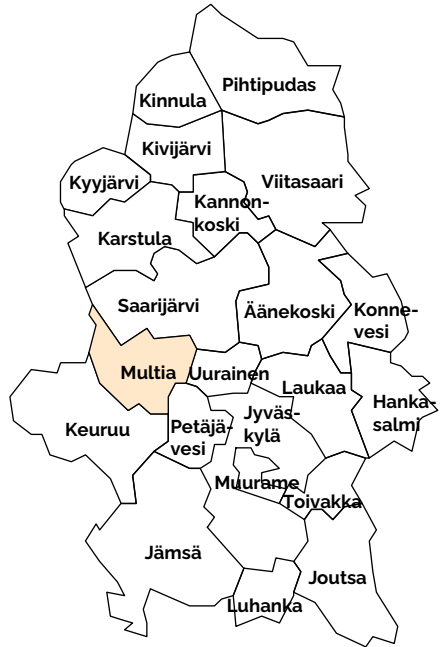 Pihtipudas
Kinnula
Kivijärvi
Kyyjärvi
Viitasaari
Kannon-
koski
Karstula
Saarijärvi
Äänekoski
Konne-
vesi
Multia
Uurainen
Laukaa
Hanka-
salmi
Keuruu
Petäjä-
vesi
Jyväs-
kylä
Muurame
Toivakka
Jämsä
Joutsa
Luhanka